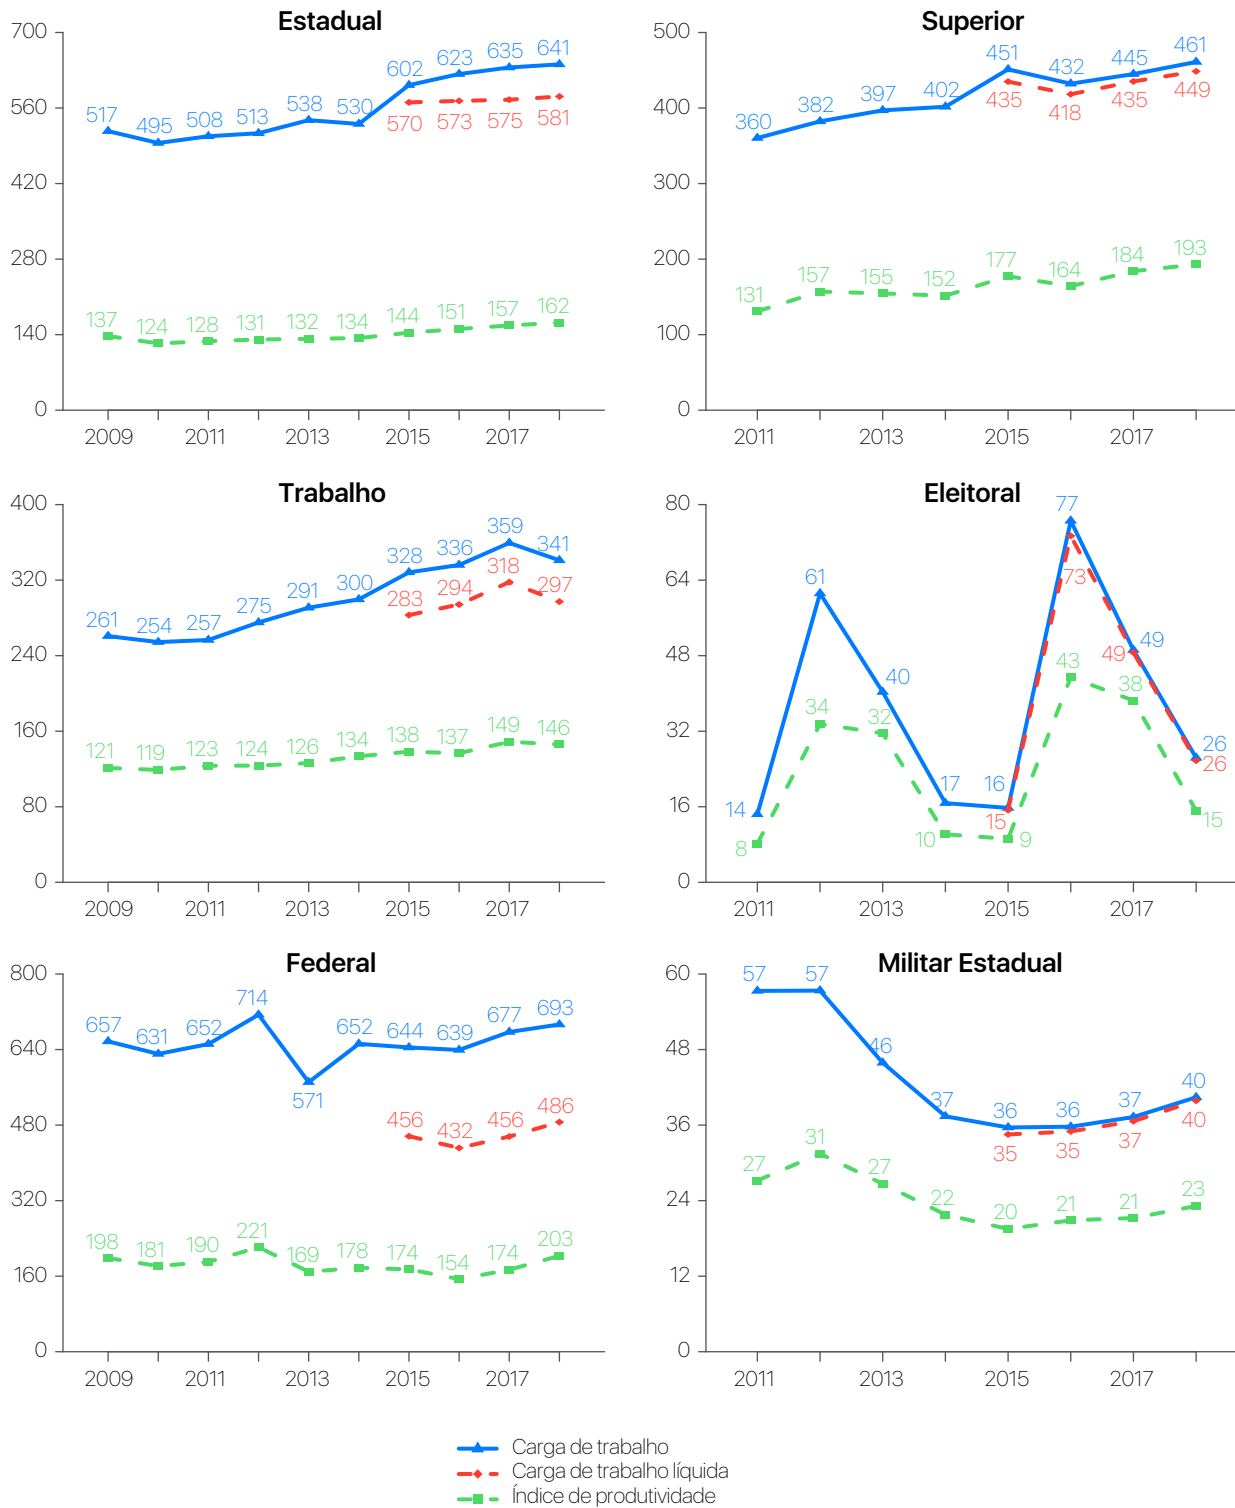 Estadual
700
560
420
280
140
0
517 495 508 513 538 530 602 623 635 641
570 573 575 581
137 124 128 131 132 134 144 151 157 162
2009 2011 2013 2015 2017
Superior
500
400
300
200
100
0
360 382 397 402 451 432 445 461
435 418 435 449
131 157 155 152 177 164 184 193
2011 2013 2015 2017
Trabalho
400
320
240
160
80
0
261 254 257 275 291 300 328 336 359 341
283 294 318 297
121 119 123 124 126 134 138 137 149 146
2009 2011 2013 2015 2017
Eleitoral
80
64
48
32
16
0
14 61 40 17 16 77 49 26
15 73 49 26
8 34 32 10 9 43 38 15
2011 2013 2015 2017
Federal
800
640
480
320
160
0
657 631 652 714 571 652 644 639 677 693
456 432 456 486
198 181 190 221 169 178 174 154 174 203
2009 2011 2013 2015 2017
Militar Estadual
60
48
36
24
12
0
57 57 46 37 36 36 37 40
35 35 37 40
27 31 27 22 20 21 21 23
2011 2013 2015 2017
Carga de trabalho
Carga de trabalho líquida
Índice de produtividade